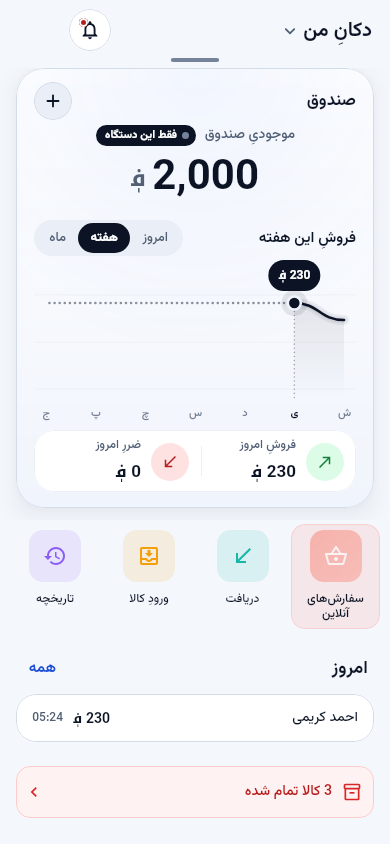 دکانِ من
صندوق
موجودیِ صندوق
فقط این دستگاه
2,000 ؋
فروشِ این هفته
امروز
هفته
ماه
230 ؋
ش
ی
د
س
چ
پ
ج
فروشِ امروز
230 ؋
ضررِ امروز
0 ؋
سفارش‌های
آنلاین
دریافت
ورودِ کالا
تاریخچه
امروز
همه
احمد کریمی
230 ؋
05:24
3 کالا تمام شده